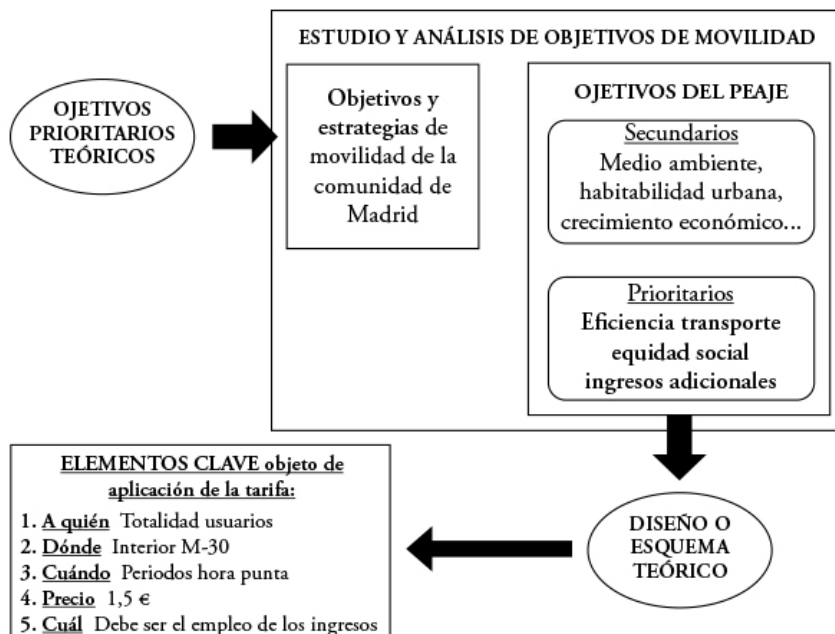 ESTUDIO Y ANÁLISIS DE OBJETIVOS DE MOVILIDAD
OJETIVOS
PRIORITARIOS
TEÓRICOS
Objetivos y
estrategias de
movilidad de la
comunidad de
Madrid
OJETIVOS DEL PEAJE
Secundarios
Medio ambiente,
habitabilidad urbana,
crecimiento económico...
Prioritarios
Eficiencia transporte
equidad social
ingresos adicionales
DISEÑO O
ESQUEMA
TEÓRICO
ELEMENTOS CLAVE objeto de
aplicación de la tarifa:
1. A quién Totalidad usuarios
2. Dónde Interior M-30
3. Cuándo Periodos hora punta
4. Precio 1,5 €
5. Cuál Debe ser el empleo de los ingresos